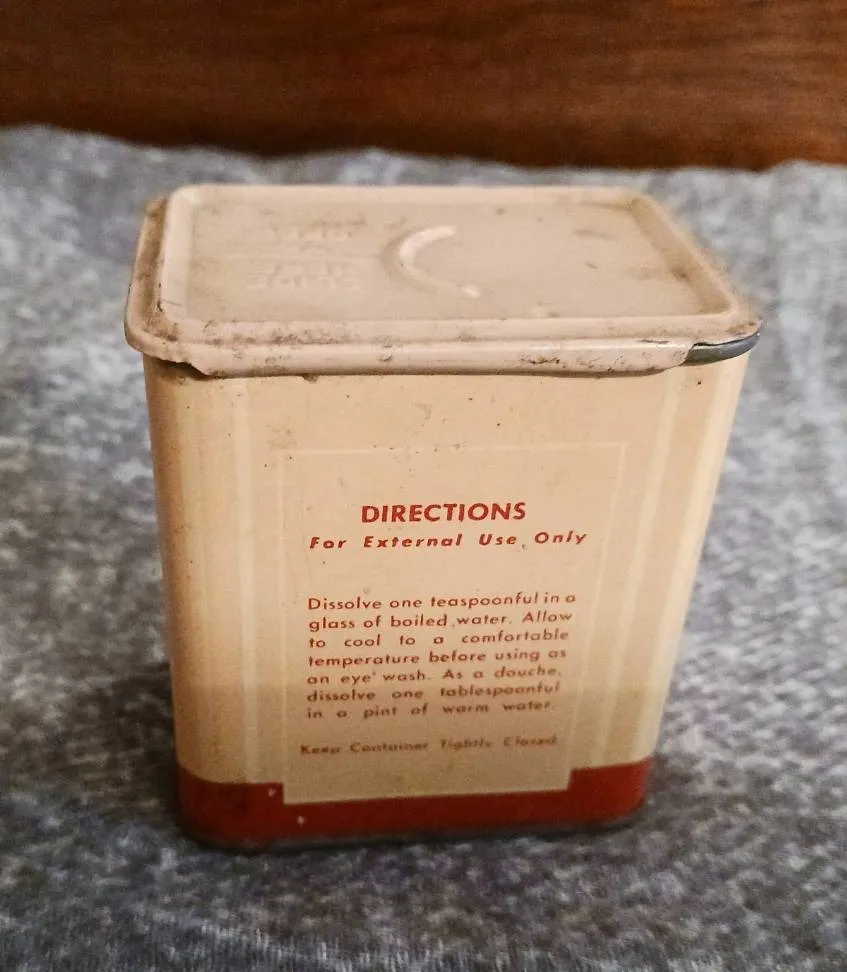 DIRECTIONS
For External Use Only
Dissolve one teaspoonful in a
glass of boiled water. Allow
to cool to a comfortable
temperature before using as
an eye wash. As a douche,
dissolve one tablespoonful
in a pint of warm water.
Keep Container Tightly Closed